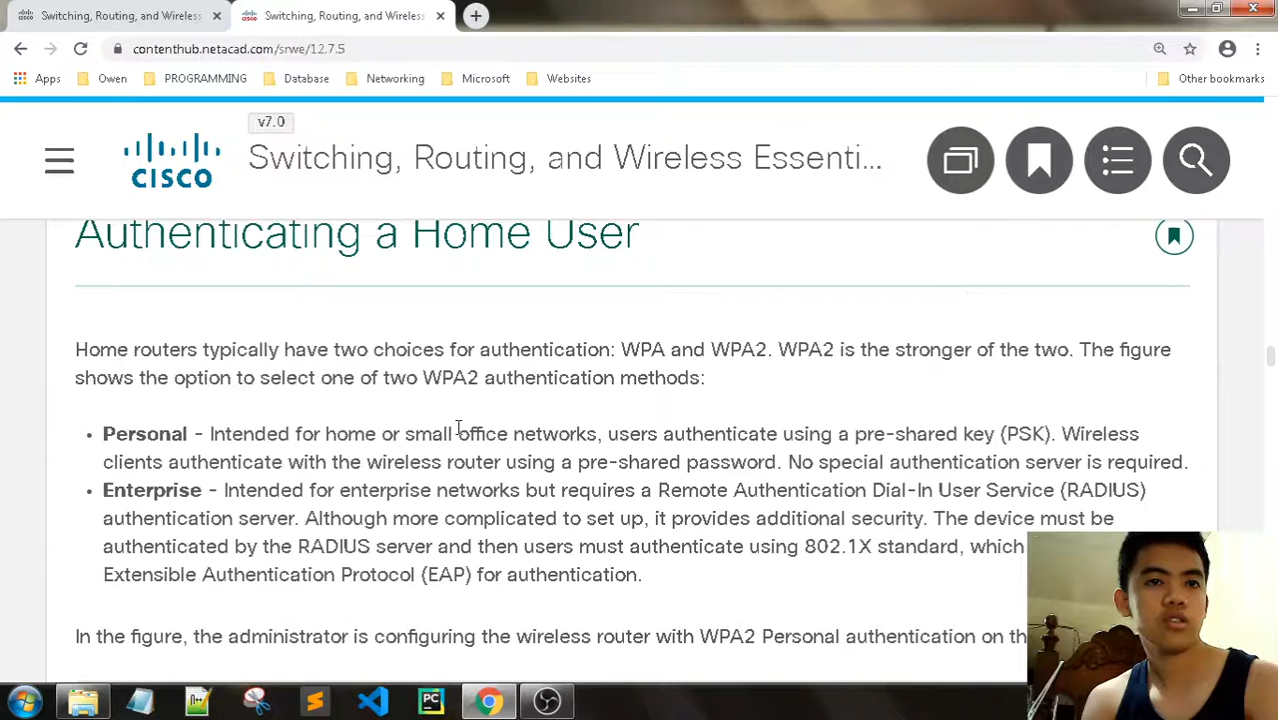 Switching, Routing, and Wireless
Switching, Routing, and Wireless
contenthub.netacad.com/srwe/12.7.5
Apps Owen PROGRAMMING Database Networking Microsoft Websites Other bookmarks
v7.0
CISCO Switching, Routing, and Wireless Essenti...
Authenticating a Home User
Home routers typically have two choices for authentication: WPA and WPA2. WPA2 is the stronger of the two. The figure
shows the option to select one of two WPA2 authentication methods:
• Personal - Intended for home or small office networks, users authenticate using a pre-shared key (PSK). Wireless
clients authenticate with the wireless router using a pre-shared password. No special authentication server is required.
• Enterprise - Intended for enterprise networks but requires a Remote Authentication Dial-In User Service (RADIUS)
authentication server. Although more complicated to set up, it provides additional security. The device must be
authenticated by the RADIUS server and then users must authenticate using 802.1X standard, which
Extensible Authentication Protocol (EAP) for authentication.
In the figure, the administrator is configuring the wireless router with WPA2 Personal authentication on th
PC